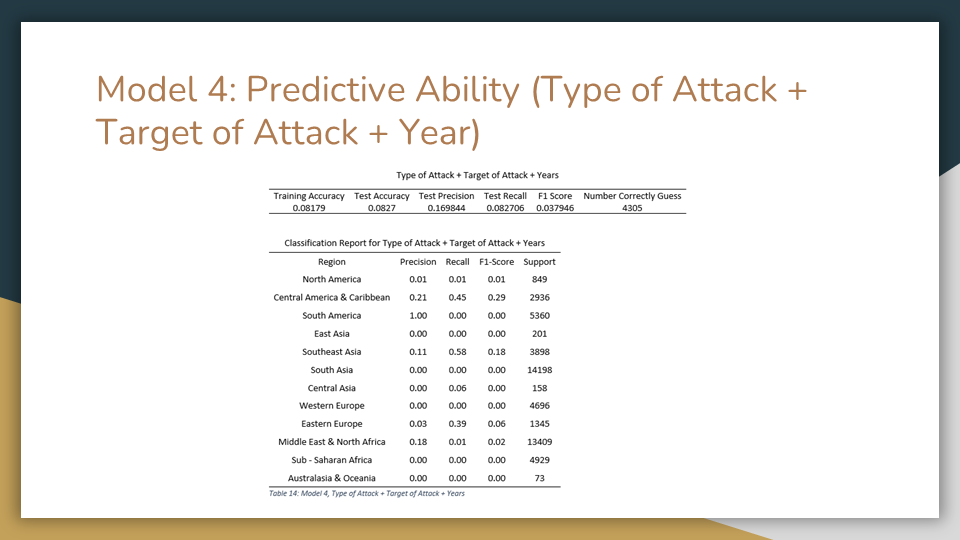 Model 4: Predictive Ability (Type of Attack +
Target of Attack + Year)
Type of Attack + Target of Attack + Years
Training Accuracy Test Accuracy Test Precision Test Recall F1 Score Number Correctly Guess
0.08179 0.0827 0.169844 0.082706 0.037946 4305
Classification Report for Type of Attack + Target of Attack + Years
Region Precision Recall F1-Score Support
North America 0.01 0.01 0.01 849
Central America & Caribbean 0.21 0.45 0.29 2936
South America 1.00 0.00 0.00 5360
East Asia 0.00 0.00 0.00 201
Southeast Asia 0.11 0.58 0.18 3898
South Asia 0.00 0.00 0.00 14198
Central Asia 0.00 0.06 0.00 158
Western Europe 0.00 0.00 0.00 4696
Eastern Europe 0.03 0.39 0.06 1345
Middle East & North Africa 0.18 0.01 0.02 13409
Sub - Saharan Africa 0.00 0.00 0.00 4929
Australasia & Oceania 0.00 0.00 0.00 73
Table 14: Model 4, Type of Attack + Target of Attack + Years